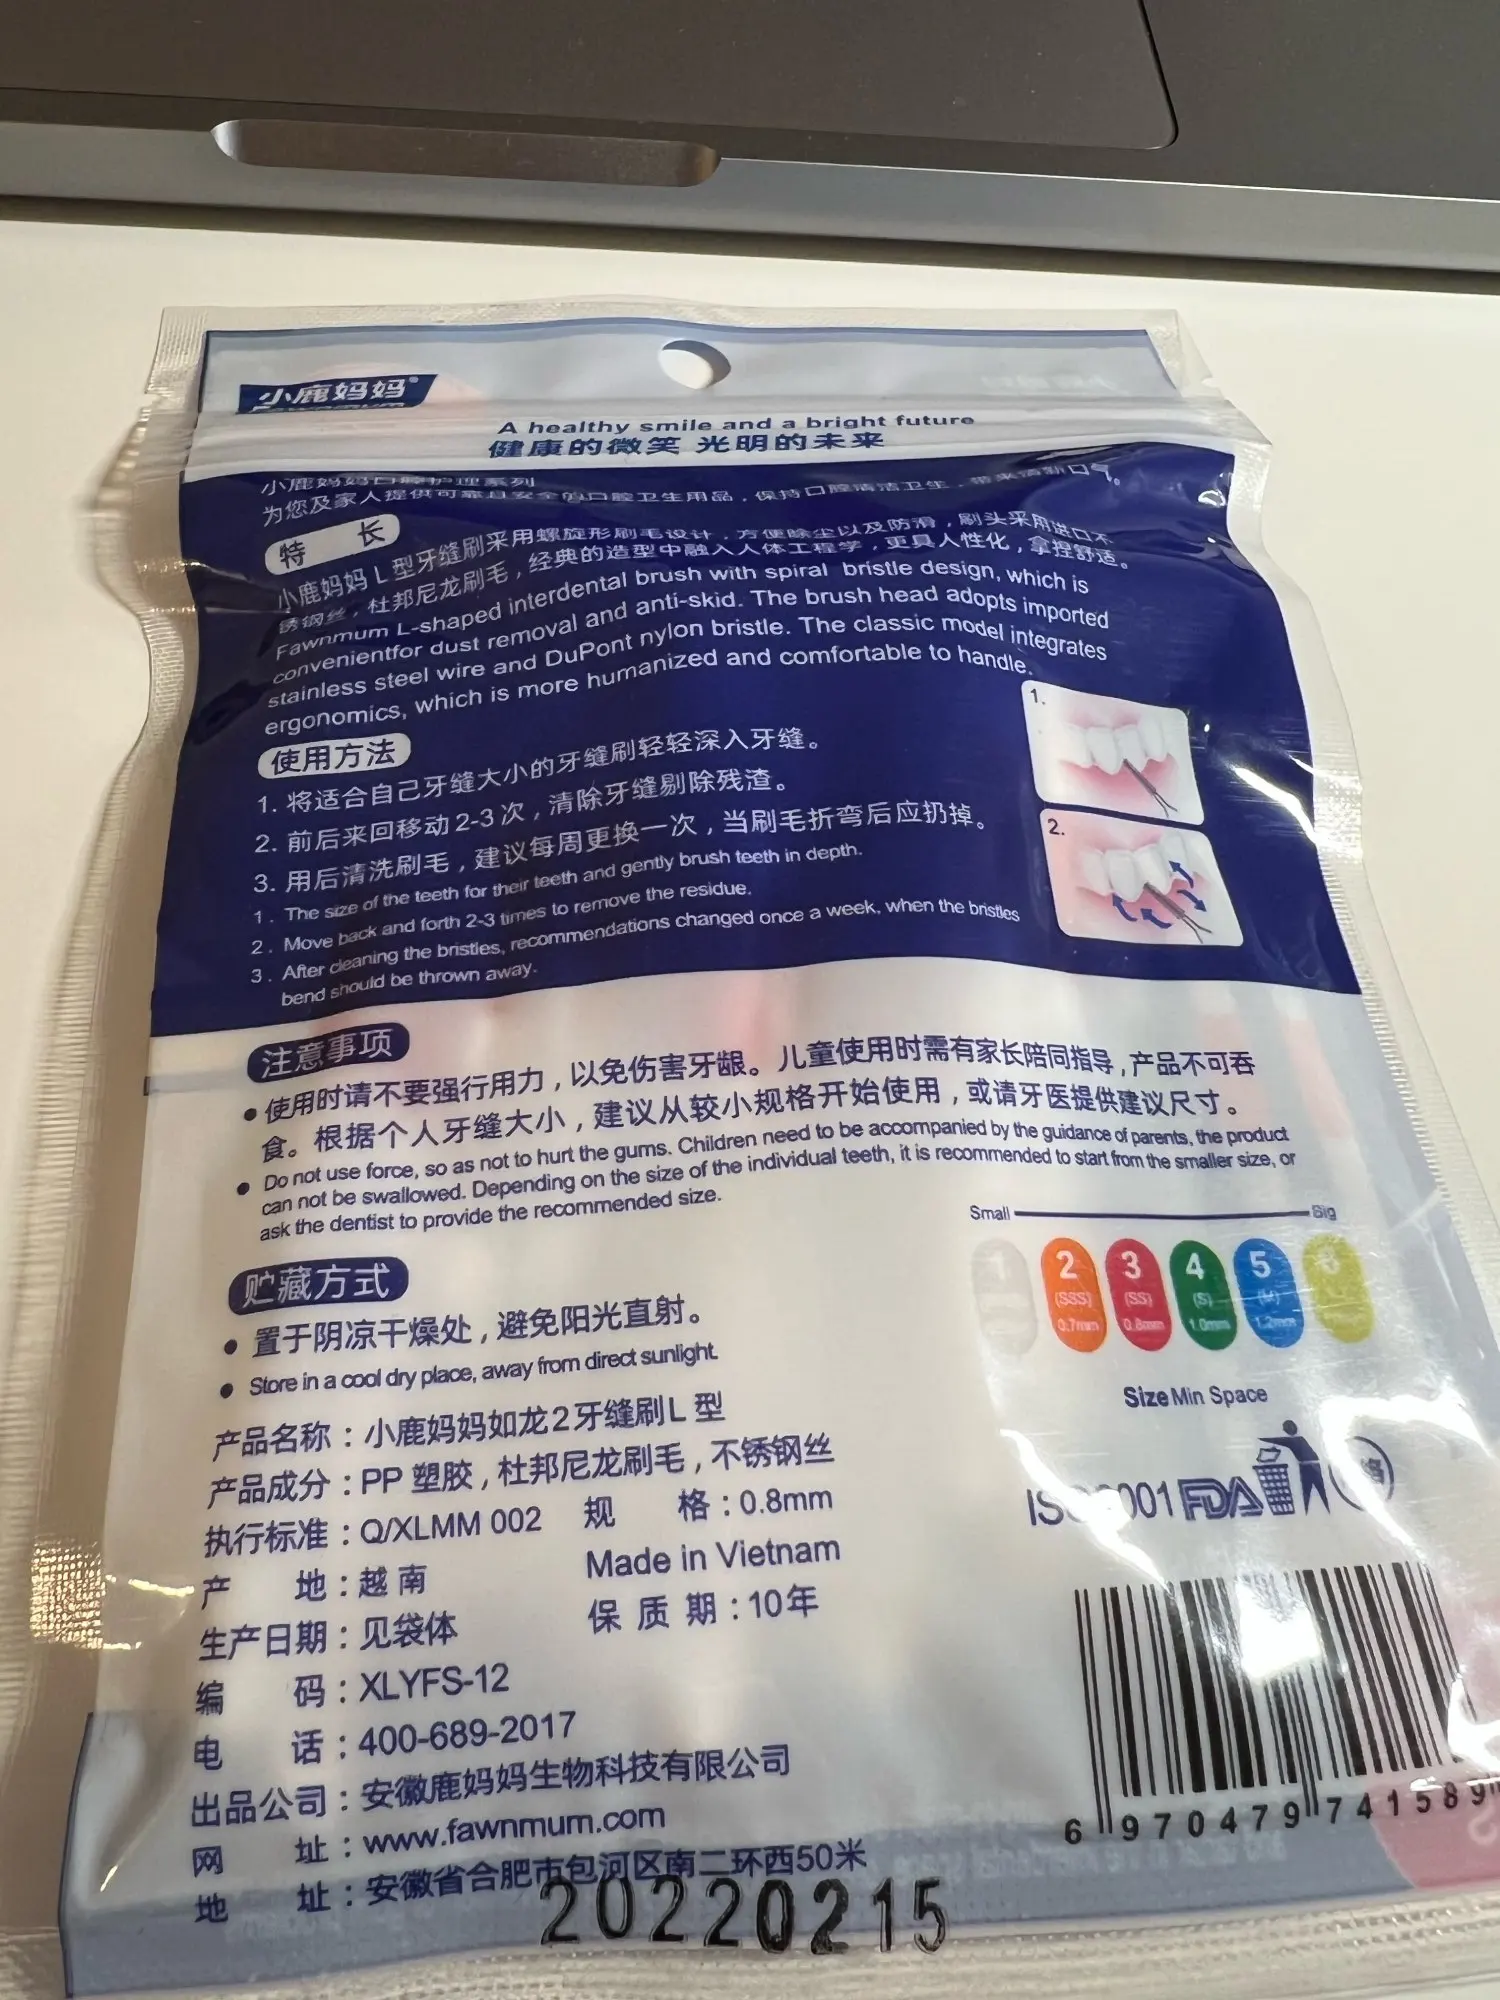 小鹿妈妈®
Fawnmum
A healthy smile and a bright future
健康的微笑 光明的未来
小鹿妈妈口腔护理系列
为您及家人提供可靠且安全的口腔卫生用品，保持口腔清洁卫生，带来清新口气。
特 长
小鹿妈妈 L 型牙缝刷采用螺旋形刷毛设计，方便除尘以及防滑，刷头采用进口不
锈钢丝，杜邦尼龙刷毛，经典的造型中融入人体工程学，更具人性化，拿捏舒适。
Fawnmum L-shaped interdental brush with spiral bristle design, which is
convenientfor dust removal and anti-skid. The brush head adopts imported
stainless steel wire and DuPont nylon bristle. The classic model integrates
ergonomics, which is more humanized and comfortable to handle.
使用方法
1. 将适合自己牙缝大小的牙缝刷轻轻深入牙缝。
2. 前后来回移动 2-3 次，清除牙缝剔除残渣。
3. 用后清洗刷毛，建议每周更换一次，当刷毛折弯后应扔掉。
1. The size of the teeth for their teeth and gently brush teeth in depth.
2. Move back and forth 2-3 times to remove the residue.
3. After cleaning the bristles, recommendations changed once a week, when the bristles
bend should be thrown away.
1.
2.
注意事项
● 使用时请不要强行用力，以免伤害牙龈。儿童使用时需有家长陪同指导，产品不可吞
食。根据个人牙缝大小，建议从较小规格开始使用，或请牙医提供建议尺寸。
● Do not use force, so as not to hurt the gums. Children need to be accompanied by the guidance of parents, the product
can not be swallowed. Depending on the size of the individual teeth, it is recommended to start from the smaller size, or
ask the dentist to provide the recommended size.
Small Big
1 2 3 4 5 6
(SSS) (SS) (S)
0.7mm 0.8mm 1.0mm 1.2mm
Size Min Space
贮藏方式
● 置于阴凉干燥处，避免阳光直射。
● Store in a cool dry place, away from direct sunlight.
产品名称：小鹿妈妈如龙2牙缝刷L 型
产品成分：PP 塑胶，杜邦尼龙刷毛，不锈钢丝
执行标准：Q/XLMM 002 规 格：0.8mm
产 地：越南 Made in Vietnam
生产日期：见袋体 保 质 期：10年
编 码：XLYFS-12
电 话：400-689-2017
出品公司：安徽鹿妈妈生物科技有限公司
网 址：www.fawnmum.com
地 址：安徽省合肥市包河区南二环西50米
FDA
6 970479 741589
20220215